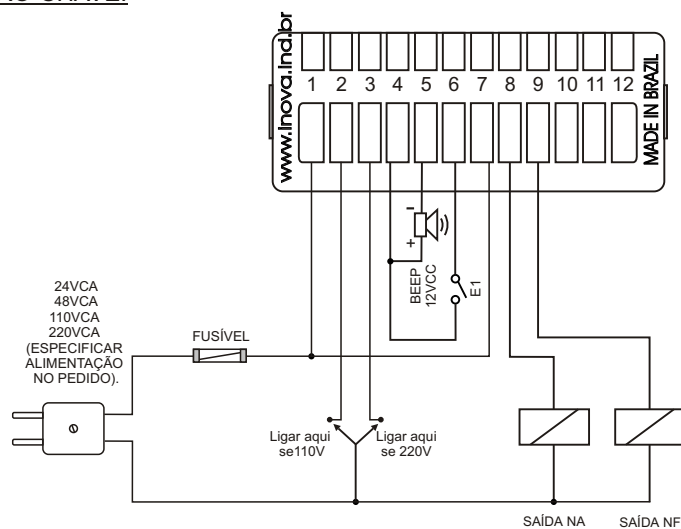 www.Inova.Ind.br
1 2 3 4 5 6 7 8 9 10 11 12
MADE IN BRAZIL
- 
+
BEEP
12VCC
E1
24VCA
48VCA
110VCA
220VCA
(ESPECIFICAR
ALIMENTAÇÃO
NO PEDIDO).
FUSÍVEL
Ligar aqui
se110V
Ligar aqui
se 220V
SAÍDA NA
SAÍDA NF